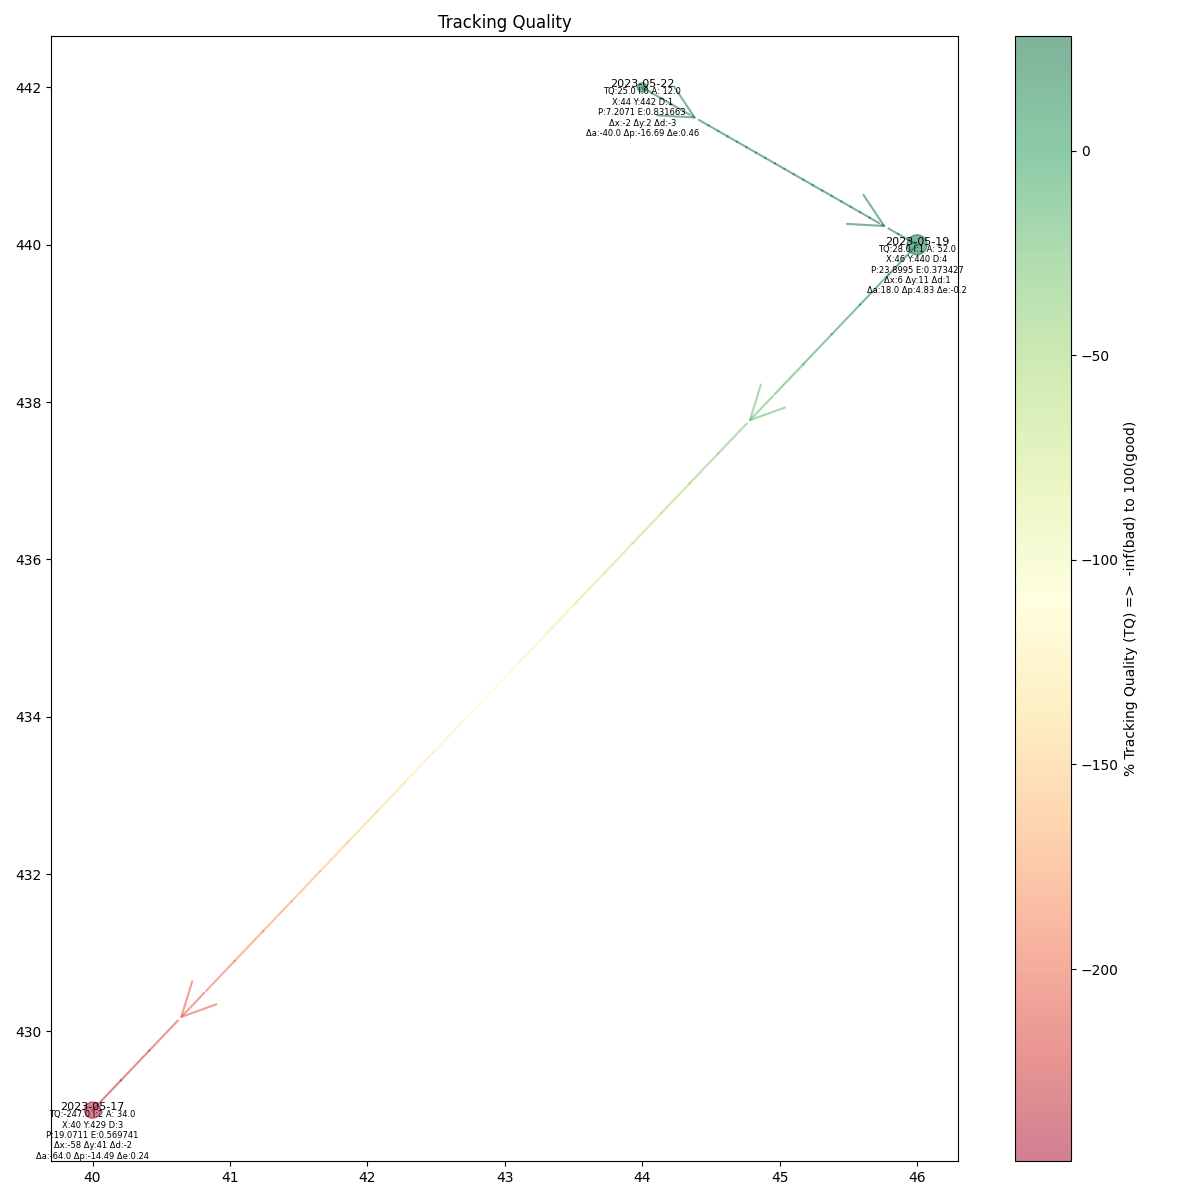 Tracking Quality
442
440
438
436
434
432
430
40
41
42
43
44
45
46
2023-05-22
TQ:25.0 I:0 A: 12.0
X:44 Y:442 D:1
P:7.2071 E:0.831663
Δx:-2 Δy:2 Δd:-3
Δa:-40.0 Δp:-16.69 Δe:0.46
2023-05-19
TQ:28.0 I:1 A: 52.0
X:46 Y:440 D:4
P:23.8995 E:0.373427
Δx:6 Δy:11 Δd:1
Δa:18.0 Δp:4.83 Δe:-0.2
2023-05-17
TQ:-247.0 I:2 A: 34.0
X:40 Y:429 D:3
P:19.0711 E:0.569741
Δx:-58 Δy:41 Δd:-2
Δa:-64.0 Δp:-14.49 Δe:0.24
0
−50
−100
−150
−200
% Tracking Quality (TQ) => -inf(bad) to 100(good)